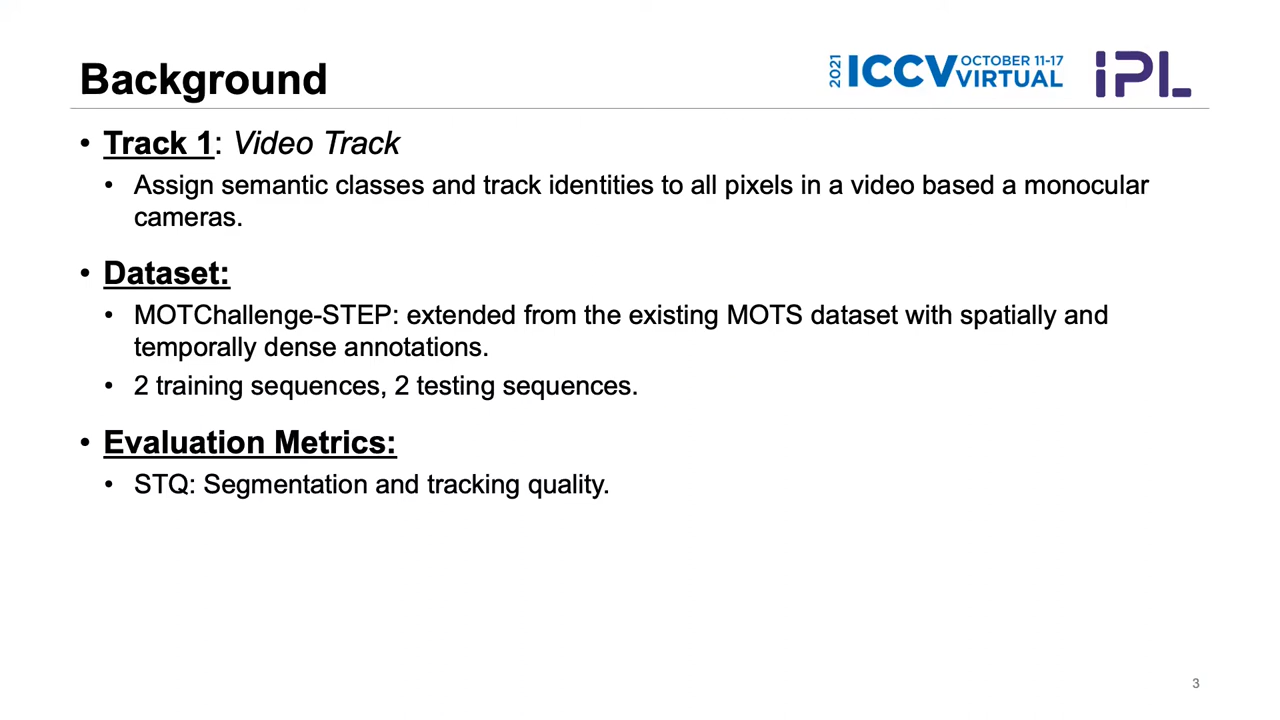 Background
2021 ICCV OCTOBER 11-17 VIRTUAL
iPL
• Track 1: Video Track
• Assign semantic classes and track identities to all pixels in a video based a monocular
cameras.
• Dataset:
• MOTChallenge-STEP: extended from the existing MOTS dataset with spatially and
temporally dense annotations.
• 2 training sequences, 2 testing sequences.
• Evaluation Metrics:
• STQ: Segmentation and tracking quality.
3